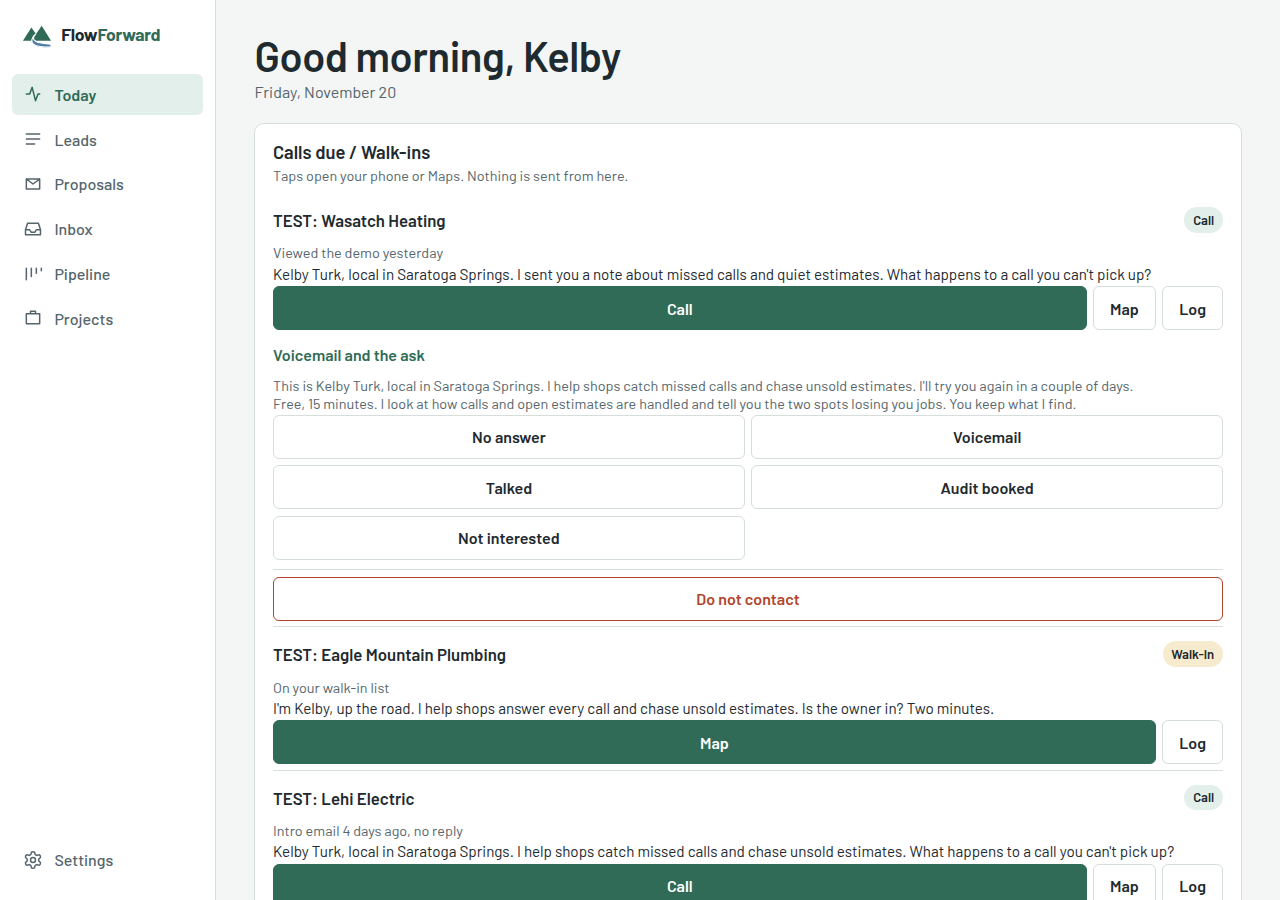 FlowForward
Today
Leads
Proposals
Inbox
Pipeline
Projects
Settings
Good morning, Kelby
Friday, November 20
Calls due / Walk-ins
Taps open your phone or Maps. Nothing is sent from here.
TEST: Wasatch Heating
Call
Viewed the demo yesterday
Kelby Turk, local in Saratoga Springs. I sent you a note about missed calls and quiet estimates. What happens to a call you can't pick up?
Call
Map
Log
Voicemail and the ask
This is Kelby Turk, local in Saratoga Springs. I help shops catch missed calls and chase unsold estimates. I'll try you again in a couple of days.
Free, 15 minutes. I look at how calls and open estimates are handled and tell you the two spots losing you jobs. You keep what I find.
No answer
Voicemail
Talked
Audit booked
Not interested
Do not contact
TEST: Eagle Mountain Plumbing
Walk-In
On your walk-in list
I'm Kelby, up the road. I help shops answer every call and chase unsold estimates. Is the owner in? Two minutes.
Map
Log
TEST: Lehi Electric
Call
Intro email 4 days ago, no reply
Kelby Turk, local in Saratoga Springs. I help shops catch missed calls and chase unsold estimates. What happens to a call you can't pick up?
Call
Map
Log